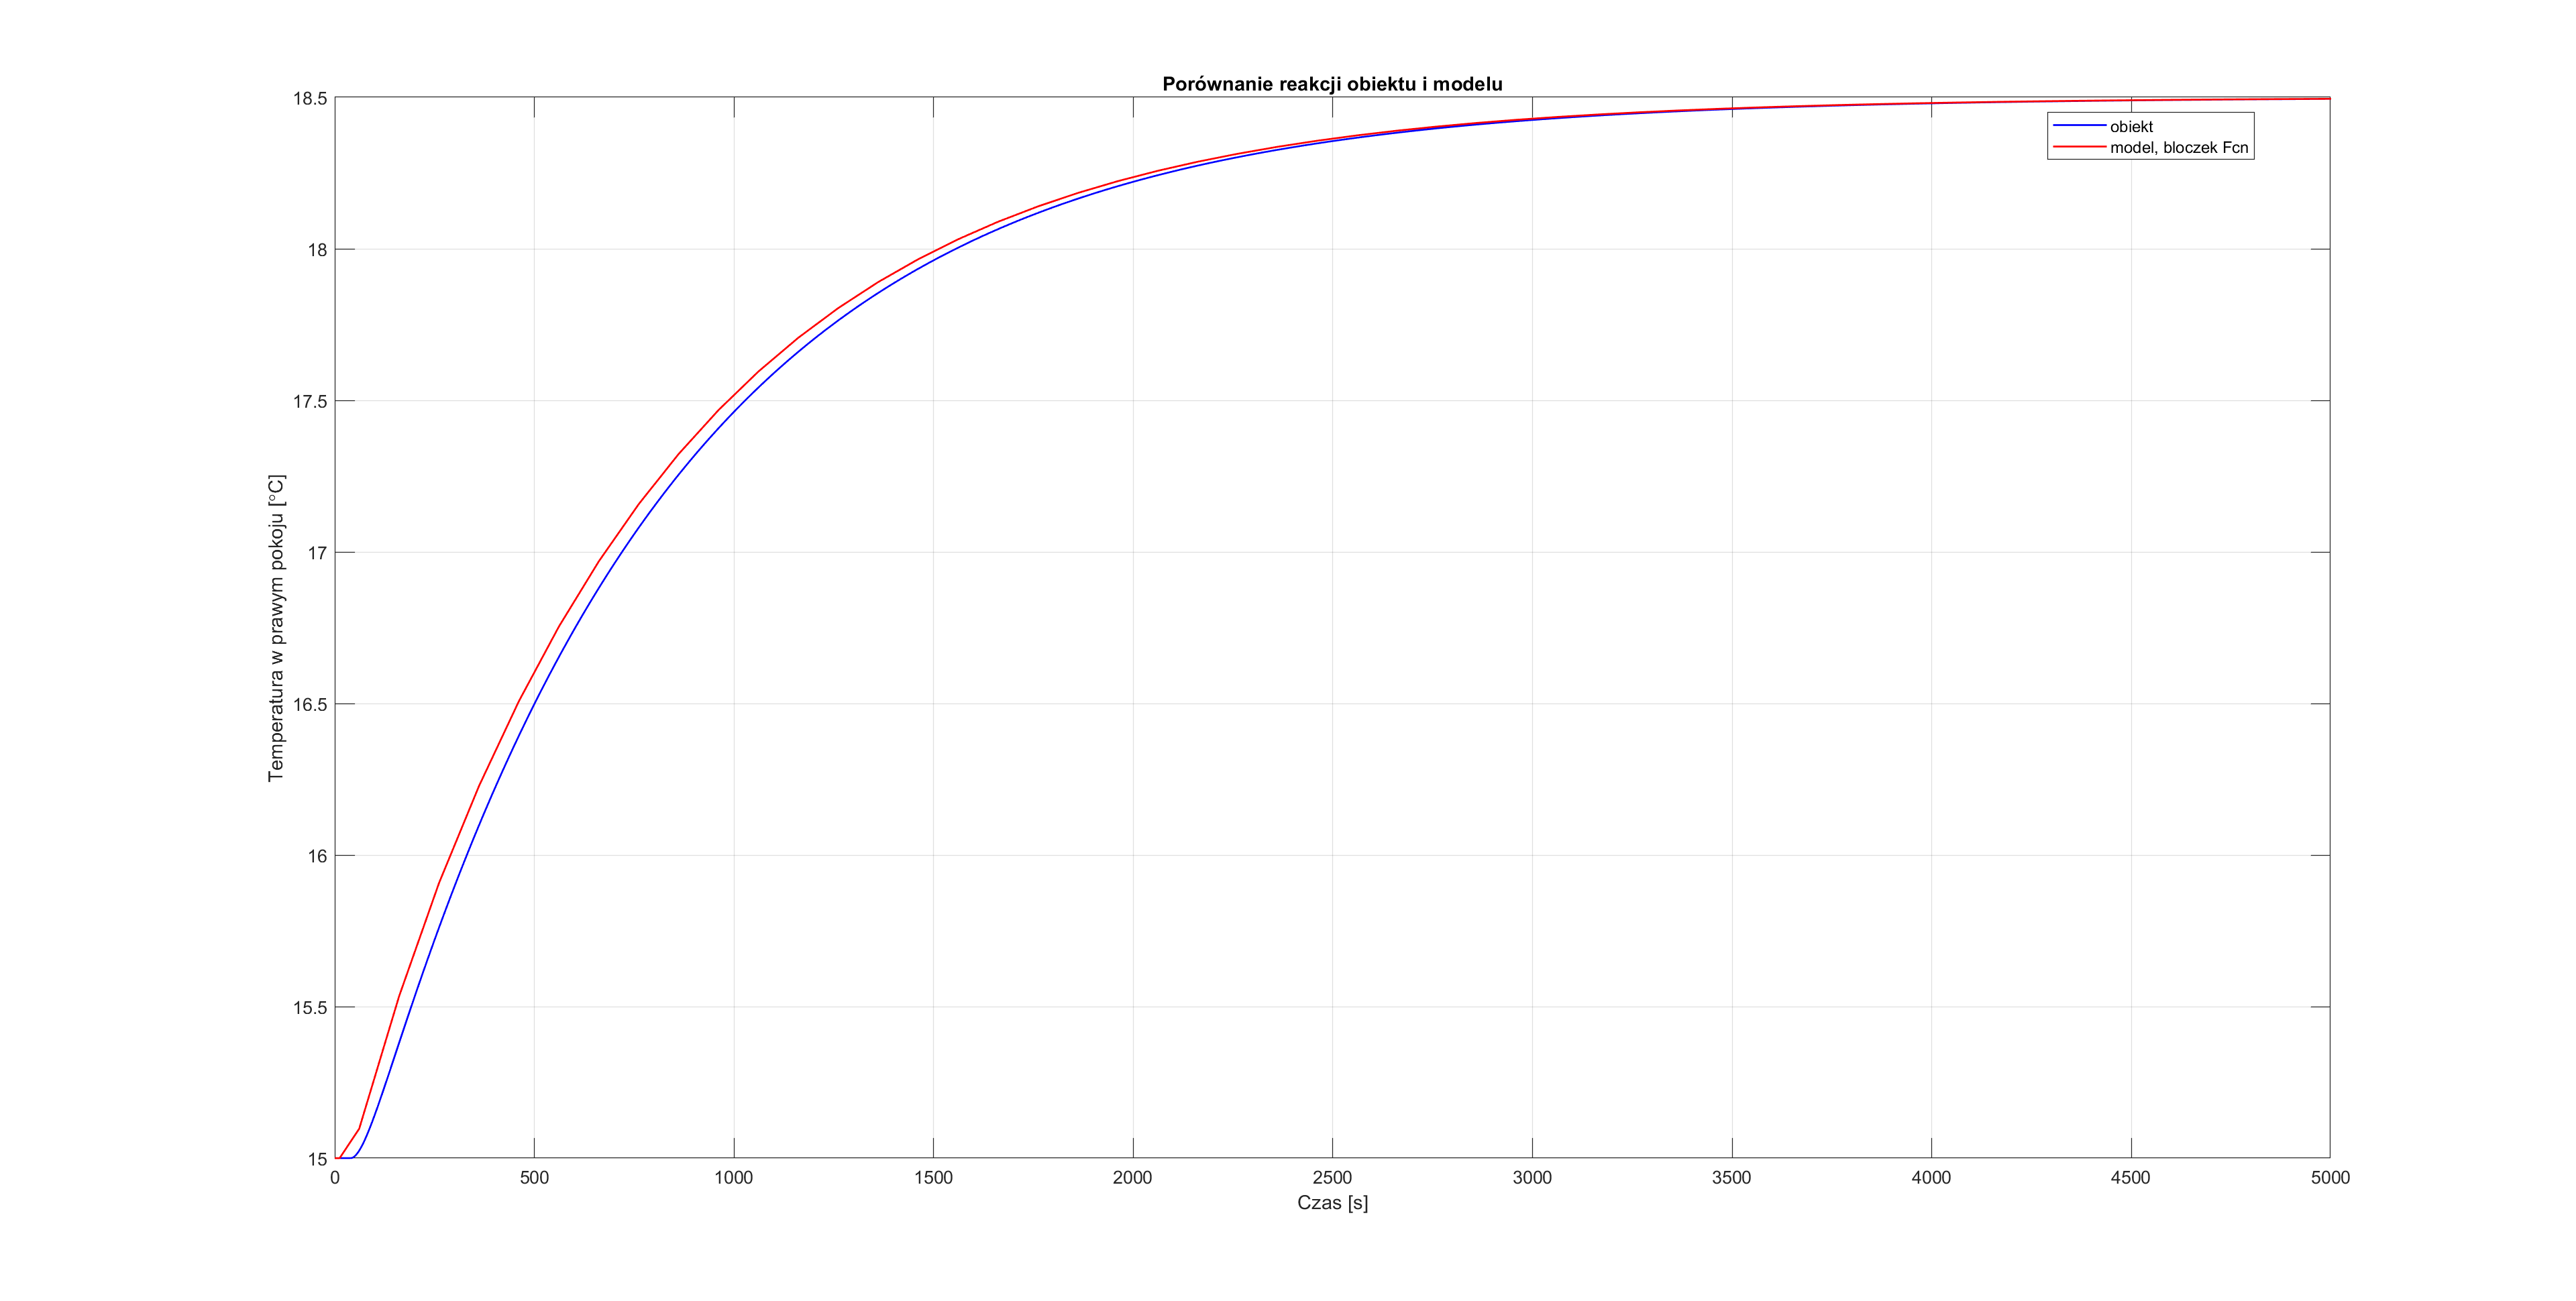 Porównanie reakcji obiektu i modelu
18.5
18
17.5
17
16.5
16
15.5
15
Temperatura w prawym pokoju [°C]
obiekt
model, bloczek Fcn
0 500 1000 1500 2000 2500 3000 3500 4000 4500 5000
Czas [s]